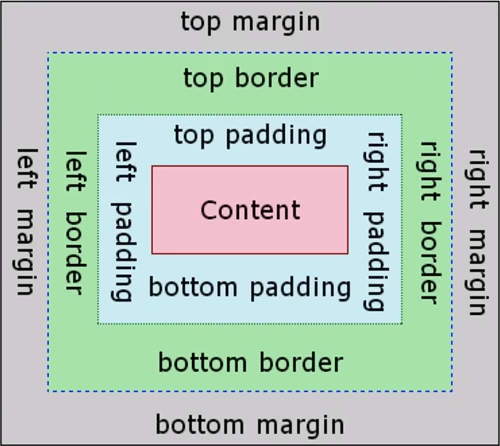 top margin
top border
top padding
left margin
left border
left padding
Content
right padding
right border
right margin
bottom padding
bottom border
bottom margin